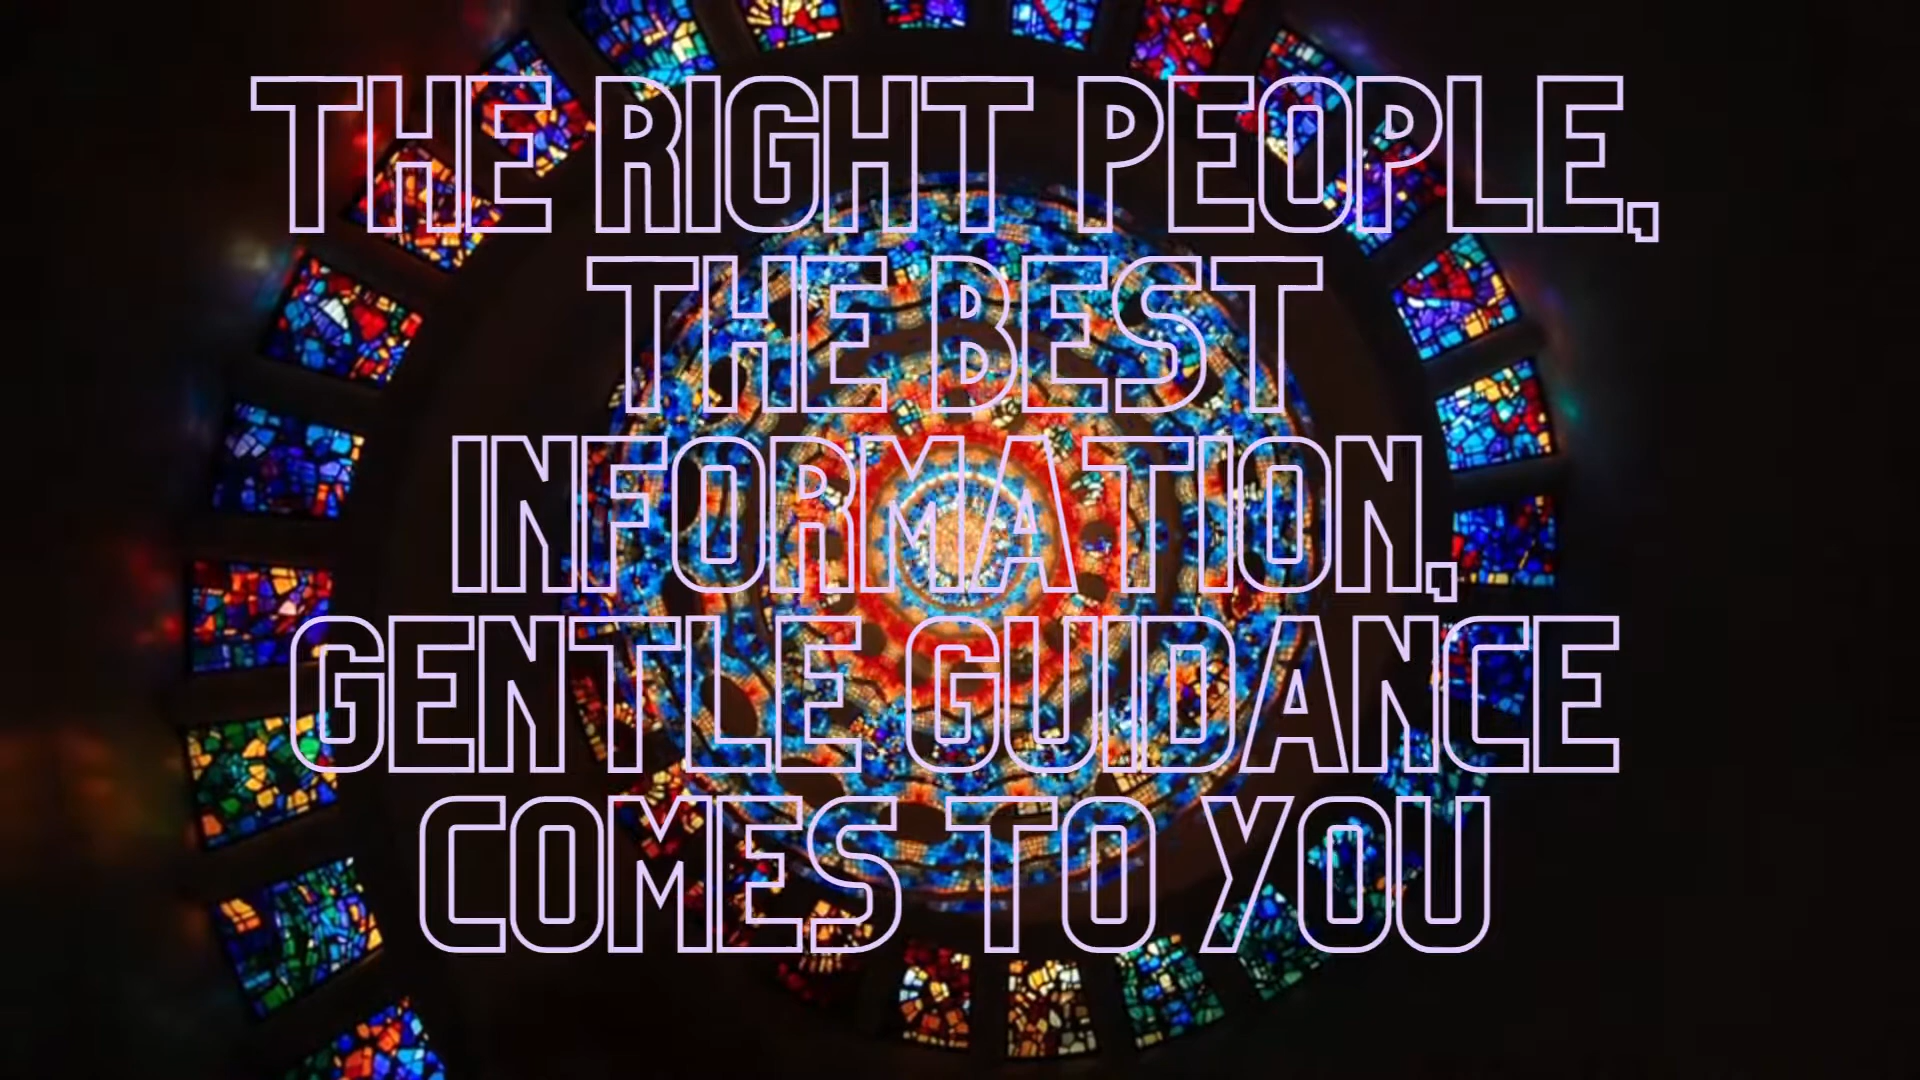 THE RIGHT PEOPLE,
THE BEST
INFORMATION,
GENTLE GUIDANCE
COMES TO YOU